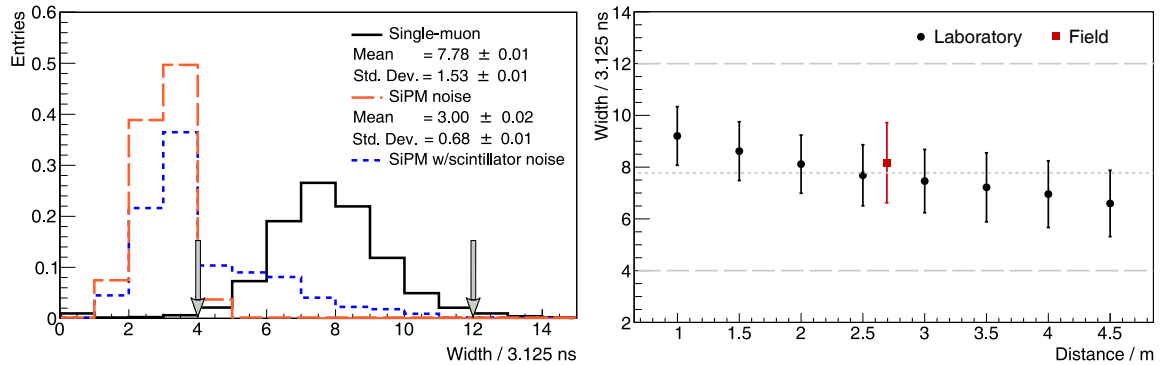 Entries
0.6
0.5
0.4
0.3
0.2
0.1
0
0 2 4 6 8 10 12 14
Width / 3.125 ns
Single-muon
Mean = 7.78 ± 0.01
Std. Dev. = 1.53 ± 0.01
SiPM noise
Mean = 3.00 ± 0.02
Std. Dev. = 0.68 ± 0.01
SiPM w/scintillator noise
Width / 3.125 ns
14
12
10
8
6
4
2
1 1.5 2 2.5 3 3.5 4 4.5
Distance / m
Laboratory Field